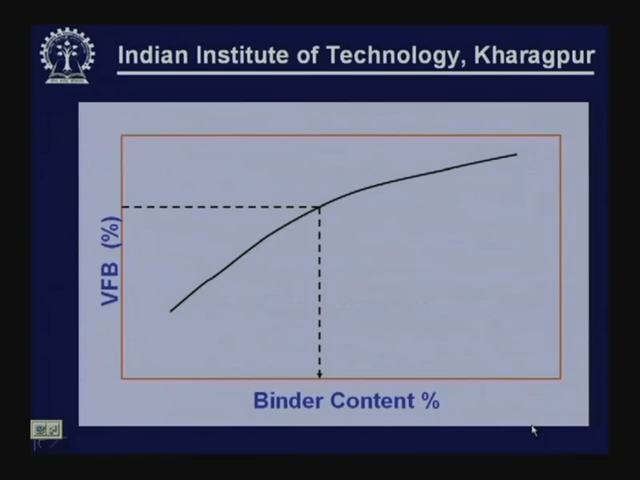 Indian Institute of Technology, Kharagpur
VFB (%)
Binder Content %